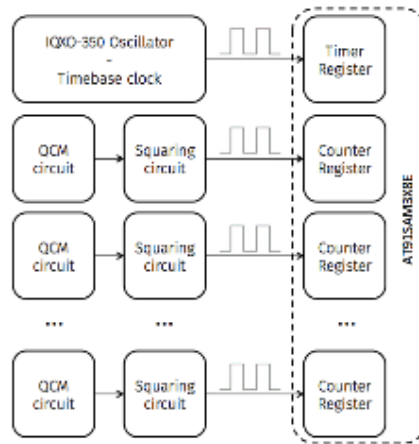 IQXO-350 Oscillator
-
Timebase clock
Timer
Register
QCM
circuit
Squaring
circuit
Counter
Register
QCM
circuit
Squaring
circuit
Counter
Register
...
...
...
QCM
circuit
Squaring
circuit
Counter
Register
AT91SAM3X8E